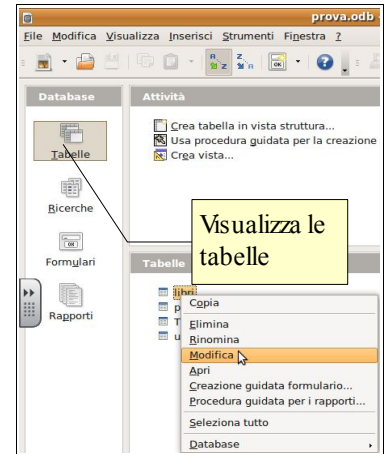 prova.odb
File Modifica Visualizza Inserisci Strumenti Finestra ?
Database
Attività
Tabelle
Ricerche
Formulari
Rapporti
Crea tabella in vista struttura...
Usa procedura guidata per la creazione
Crea vista...
Visualizza le
tabelle
Tabelle
libri
p
T
u
Copia
Elimina
Rinomina
Modifica
Apri
Creazione guidata formulario...
Procedura guidata per i rapporti...
Seleziona tutto
Database